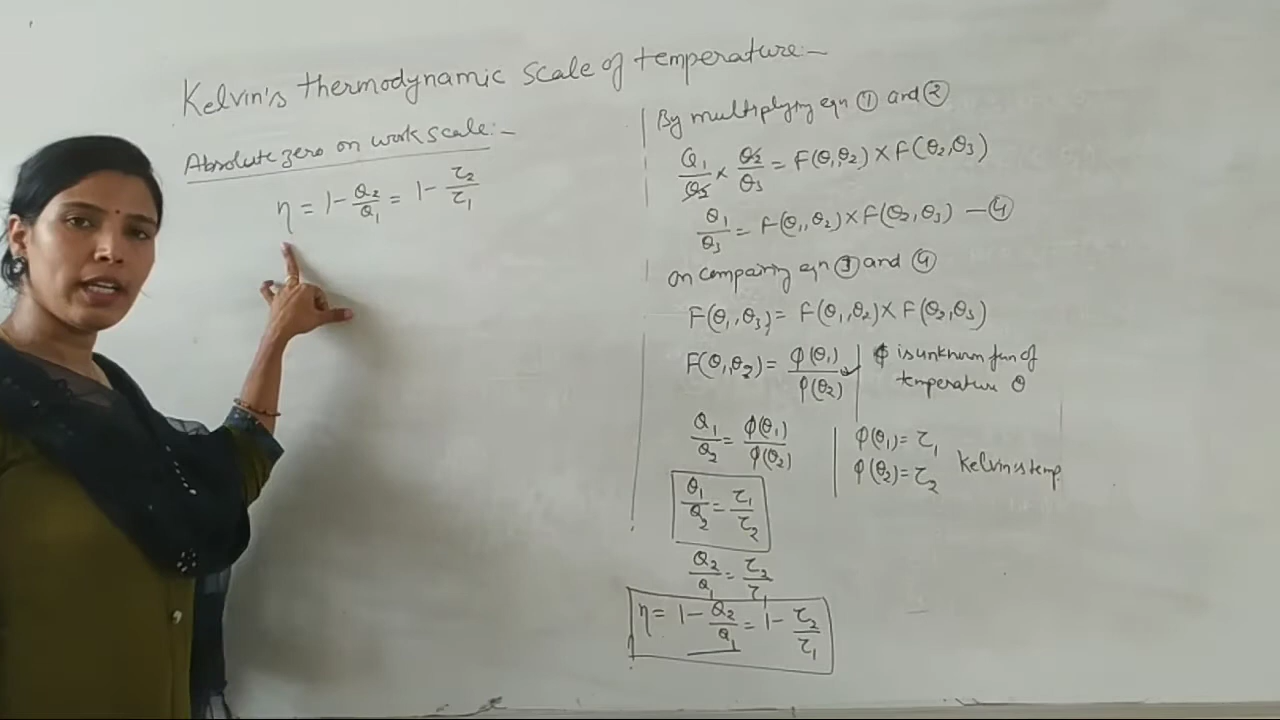 Kelvin's thermodynamic scale of temperature:-
Absolute zero on work scale:-
η = 1 - Q₂/Q₁ = 1 - τ₂/τ₁
By multiplying eqn ① and ②
Q₁/Q₂ × Q₂/Q₃ = F(θ₁θ₂) × F(θ₂,θ₃)
Q₁/Q₃ = F(θ₁,θ₂) × F(θ₂,θ₃) — ④
on comparing eqn ③ and ④
F(θ₁,θ₃) = F(θ₁,θ₂) × F(θ₂,θ₃)
F(θ₁,θ₂) = φ(θ₁)/φ(θ₂)
φ is unknown fun of
temperature θ
Q₁/Q₂ = φ(θ₁)/φ(θ₂)
φ(θ₁) = τ₁
φ(θ₂) = τ₂
Kelvin's temp.
Q₁/Q₂ = τ₁/τ₂
Q₂/Q₁ = τ₂/τ₁
η = 1 - Q₂/Q₁ = 1 - τ₂/τ₁